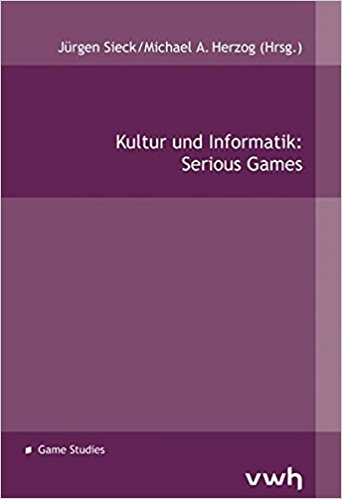 Jürgen Sieck/Michael A. Herzog (Hrsg.)
Kultur und Informatik:
Serious Games
Game Studies
vwh